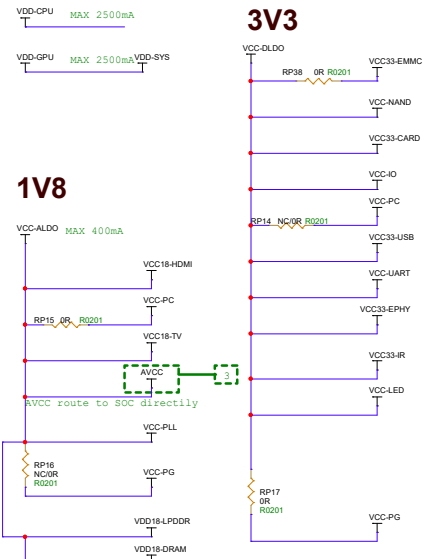 VDD-CPU MAX 2500mA
VDD-GPU MAX 2500mA VDD-SYS
3V3
VCC-DLDO
RP38 0R R0201 VCC33-EMMC
VCC-NAND
VCC33-CARD
VCC-IO
VCC-PC
RP14 NC/0R R0201
VCC33-USB
VCC-UART
VCC33-EPHY
VCC33-IR
VCC-LED
RP17
0R
R0201
VCC-PG
1V8
VCC-ALDO MAX 400mA
VCC18-HDMI
VCC-PC
RP15 0R R0201
VCC18-TV
AVCC 3
AVCC route to SOC directily
VCC-PLL
RP16
NC/0R
R0201
VCC-PG
VDD18-LPDDR
VDD18-DRAM